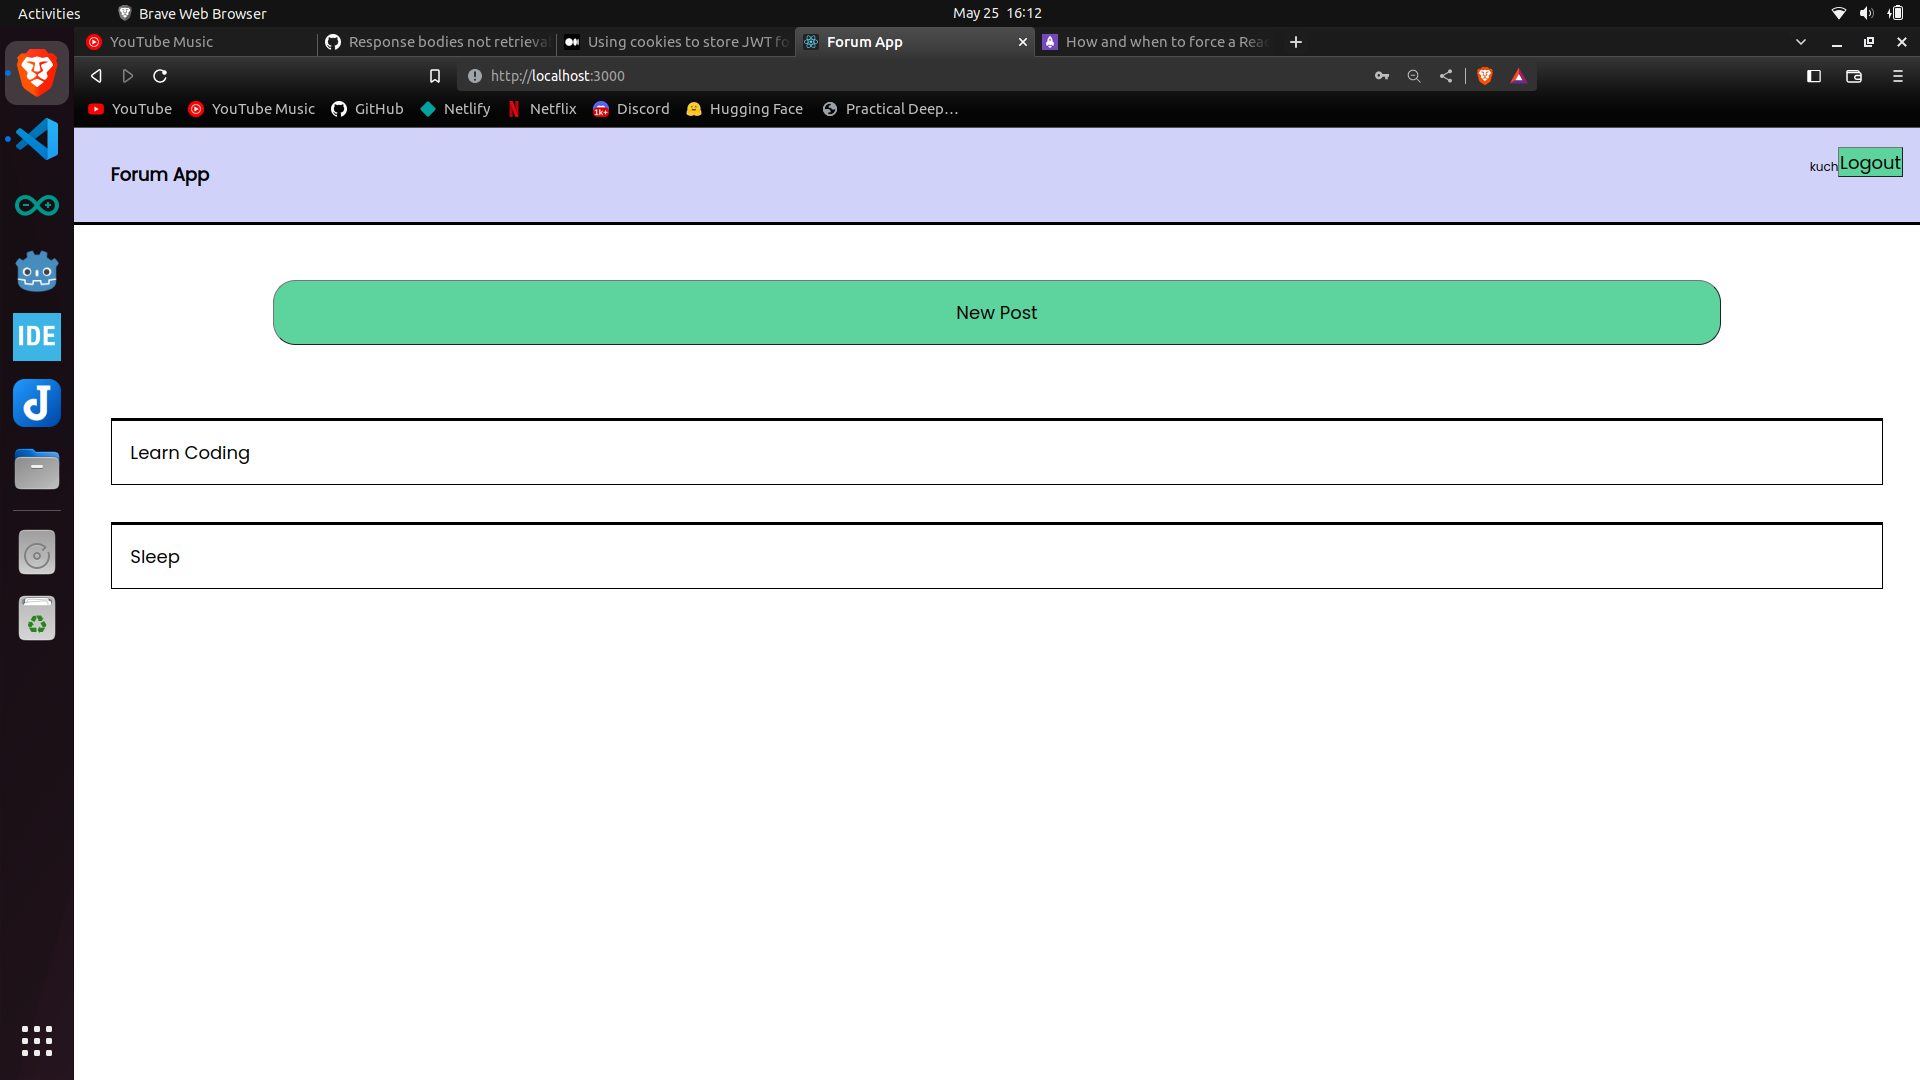 Activities
Brave Web Browser
May 25 16:12
YouTube Music
Response bodies not retrieva
Using cookies to store JWT fo
Forum App
How and when to force a Reac
http://localhost:3000
YouTube
YouTube Music
GitHub
Netlify
Netflix
1k+
Discord
Hugging Face
Practical Deep...
Forum App
kuch
Logout
New Post
IDE
Learn Coding
Sleep